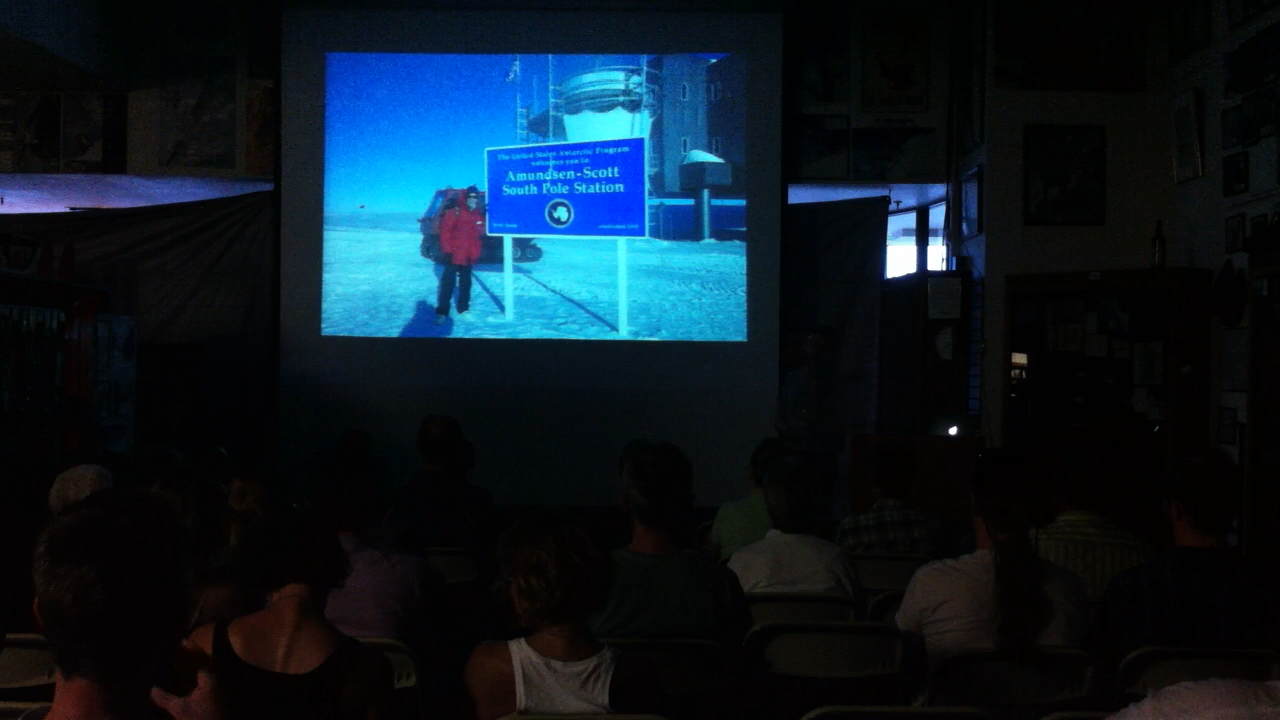 The United States Antarctic Program
welcomes you to
Amundsen-Scott
South Pole Station